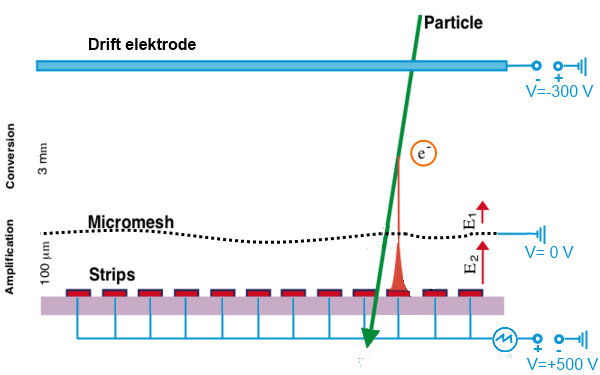 Particle
Drift elektrode
- +
V=-300 V
Conversion
3 mm
e-
Micromesh
E1
V= 0 V
Amplification
100 μm
E2
Strips
+ -
V=+500 V